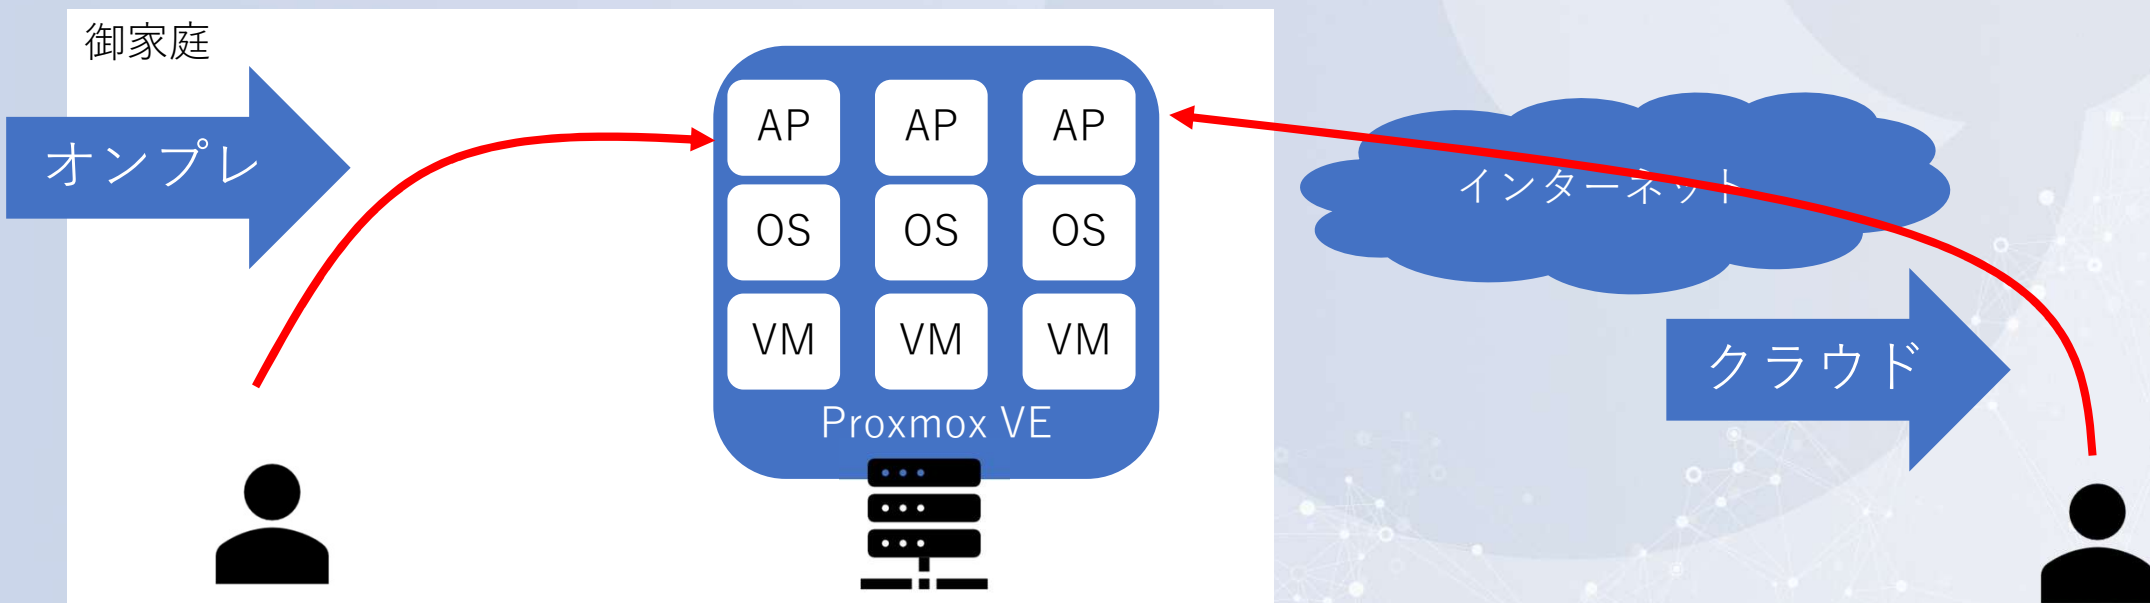 御家庭
オンプレ
AP AP AP
OS OS OS
VM VM VM
Proxmox VE
インターネット
クラウド